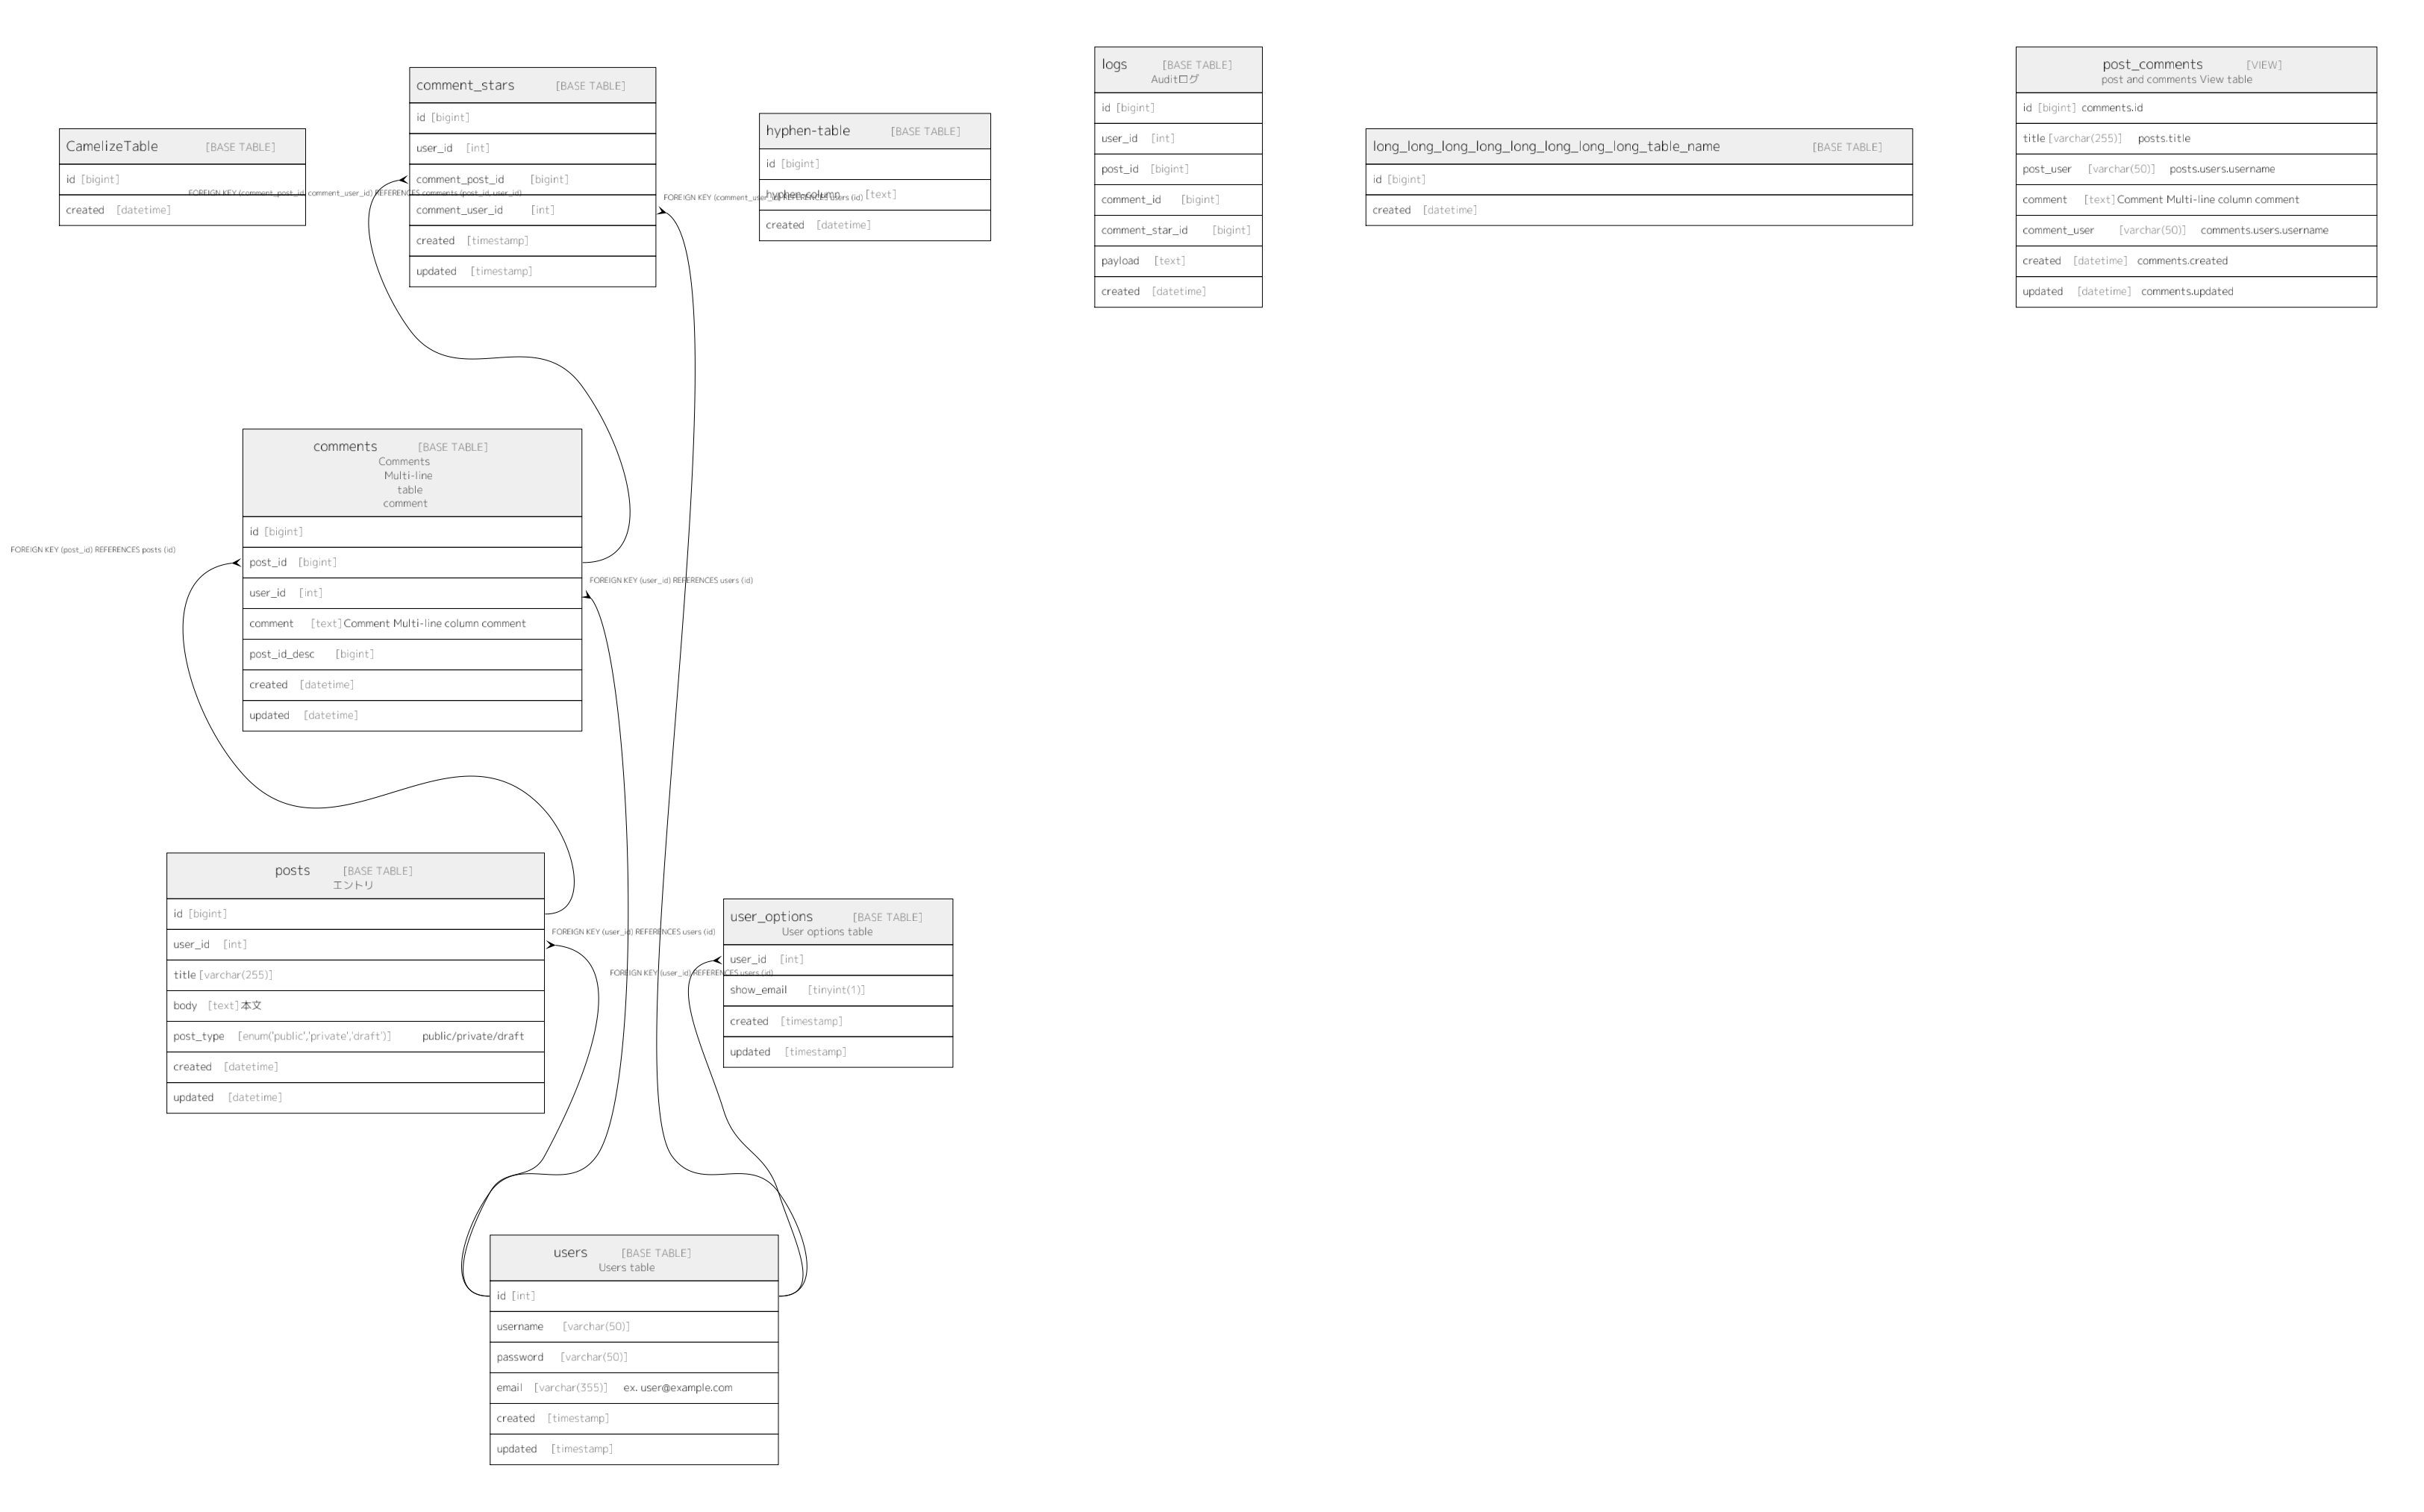 CamelizeTable [BASE TABLE]
id [bigint]
created [datetime]
comment_stars [BASE TABLE]
id [bigint]
user_id [int]
comment_post_id [bigint]
comment_user_id [int]
created [timestamp]
updated [timestamp]
FOREIGN KEY (comment_post_id, comment_user_id) REFERENCES comments (post_id, user_id)
FOREIGN KEY (comment_user_id) REFERENCES users (id)
hyphen-table [BASE TABLE]
id [bigint]
hyphen-column [text]
created [datetime]
logs [BASE TABLE]
Auditログ
id [bigint]
user_id [int]
post_id [bigint]
comment_id [bigint]
comment_star_id [bigint]
payload [text]
created [datetime]
long_long_long_long_long_long_long_long_table_name [BASE TABLE]
id [bigint]
created [datetime]
post_comments [VIEW]
post and comments View table
id [bigint] comments.id
title [varchar(255)] posts.title
post_user [varchar(50)] posts.users.username
comment [text] Comment Multi-line column comment
comment_user [varchar(50)] comments.users.username
created [datetime] comments.created
updated [datetime] comments.updated
comments [BASE TABLE]
Comments
Multi-line
table
comment
id [bigint]
post_id [bigint]
user_id [int]
comment [text] Comment Multi-line column comment
post_id_desc [bigint]
created [datetime]
updated [datetime]
FOREIGN KEY (post_id) REFERENCES posts (id)
FOREIGN KEY (user_id) REFERENCES users (id)
posts [BASE TABLE]
エントリ
id [bigint]
user_id [int]
title [varchar(255)]
body [text] 本文
post_type [enum('public','private','draft')] public/private/draft
created [datetime]
updated [datetime]
FOREIGN KEY (user_id) REFERENCES users (id)
user_options [BASE TABLE]
User options table
user_id [int]
show_email [tinyint(1)]
created [timestamp]
updated [timestamp]
FOREIGN KEY (user_id) REFERENCES users (id)
users [BASE TABLE]
Users table
id [int]
username [varchar(50)]
password [varchar(50)]
email [varchar(355)] ex. user@example.com
created [timestamp]
updated [timestamp]